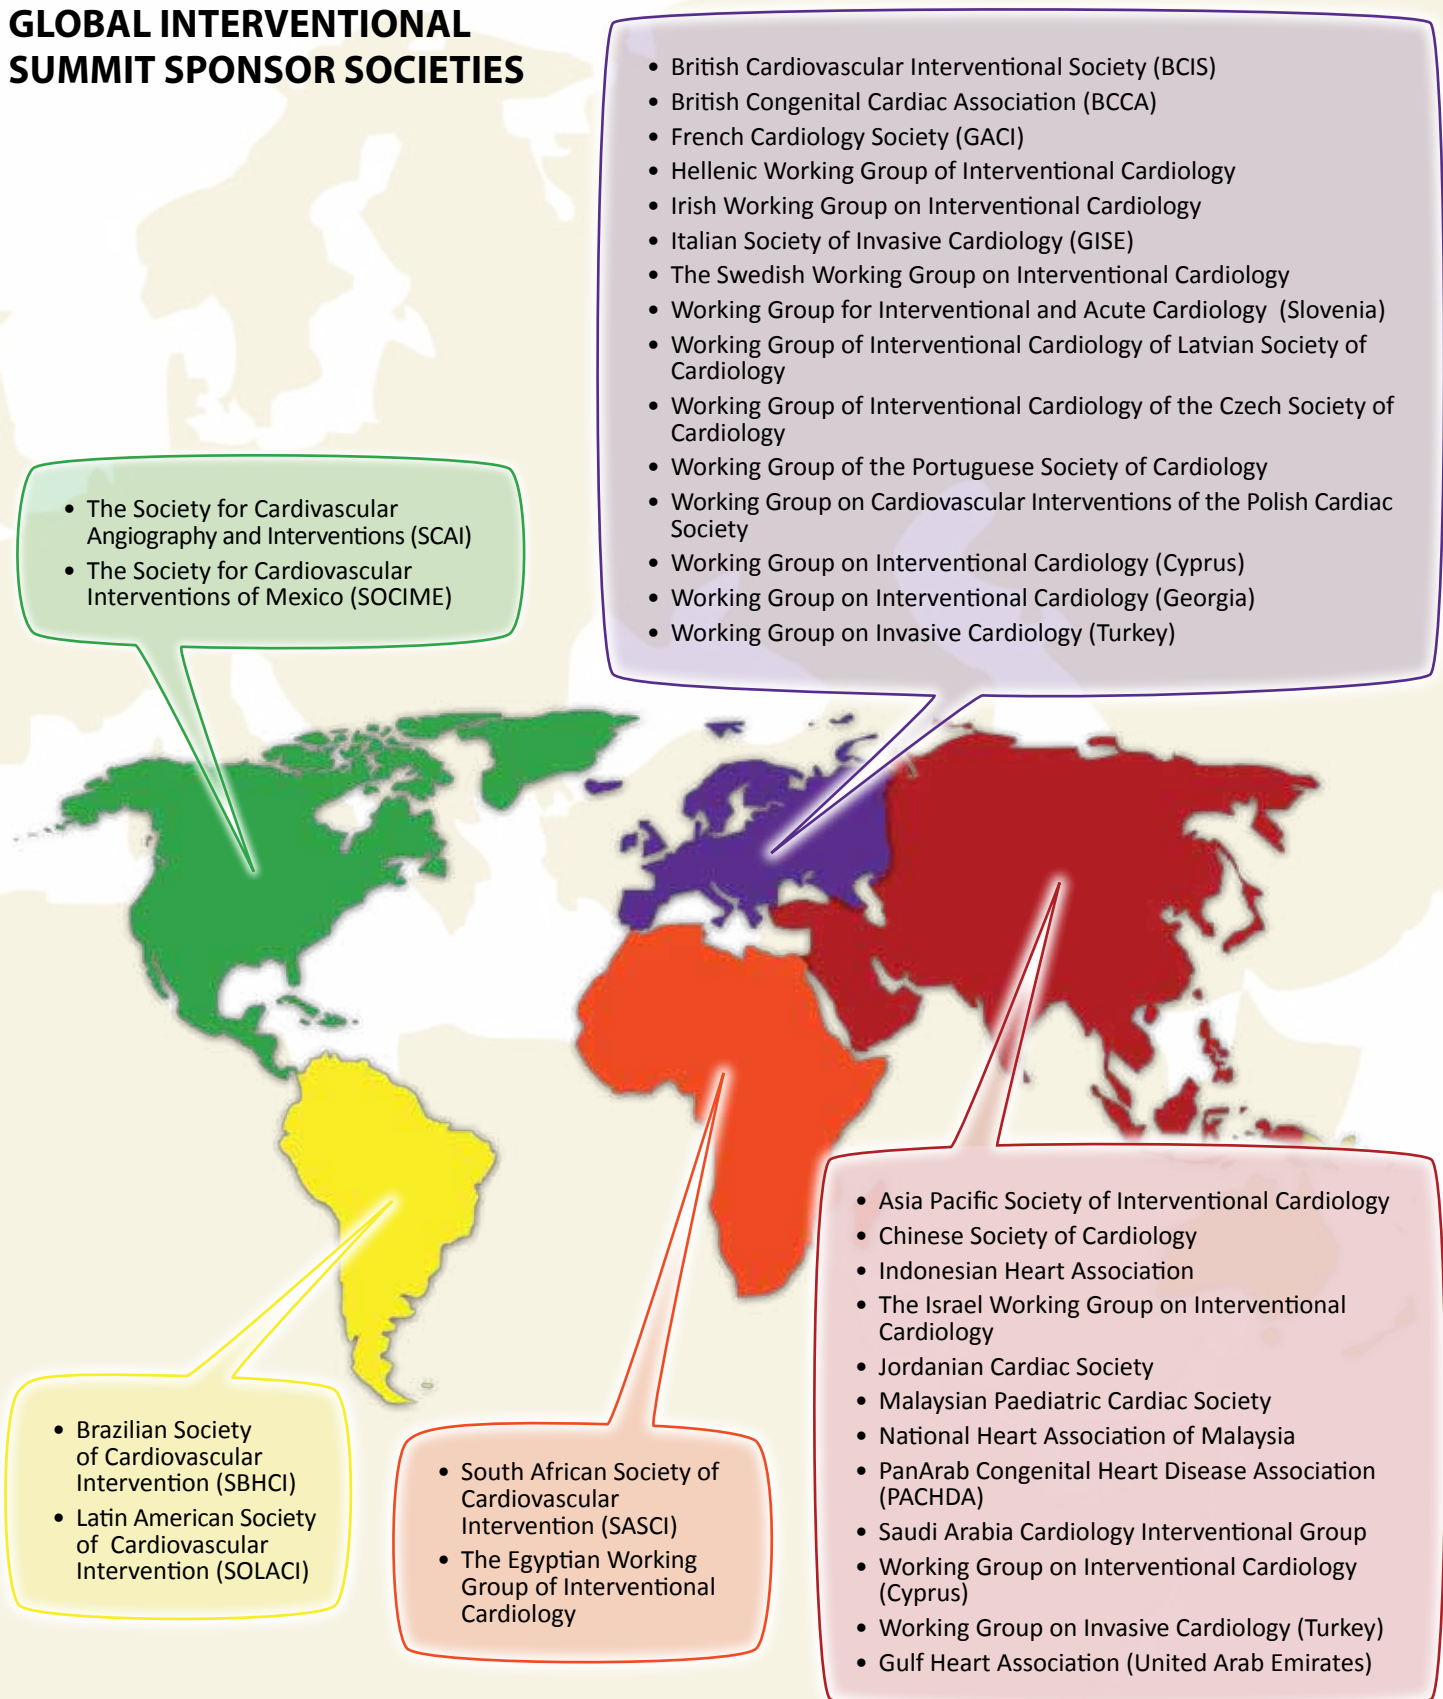 GLOBAL INTERVENTIONAL
SUMMIT SPONSOR SOCIETIES
• British Cardiovascular Interventional Society (BCIS)
• British Congenital Cardiac Association (BCCA)
• French Cardiology Society (GACI)
• Hellenic Working Group of Interventional Cardiology
• Irish Working Group on Interventional Cardiology
• Italian Society of Invasive Cardiology (GISE)
• The Swedish Working Group on Interventional Cardiology
• Working Group for Interventional and Acute Cardiology (Slovenia)
• Working Group of Interventional Cardiology of Latvian Society of
Cardiology
• Working Group of Interventional Cardiology of the Czech Society of
Cardiology
• Working Group of the Portuguese Society of Cardiology
• Working Group on Cardiovascular Interventions of the Polish Cardiac
Society
• Working Group on Interventional Cardiology (Cyprus)
• Working Group on Interventional Cardiology (Georgia)
• Working Group on Invasive Cardiology (Turkey)
• The Society for Cardivascular
Angiography and Interventions (SCAI)
• The Society for Cardiovascular
Interventions of Mexico (SOCIME)
• Asia Pacific Society of Interventional Cardiology
• Chinese Society of Cardiology
• Indonesian Heart Association
• The Israel Working Group on Interventional
Cardiology
• Jordanian Cardiac Society
• Malaysian Paediatric Cardiac Society
• National Heart Association of Malaysia
• PanArab Congenital Heart Disease Association
(PACHDA)
• Saudi Arabia Cardiology Interventional Group
• Working Group on Interventional Cardiology
(Cyprus)
• Working Group on Invasive Cardiology (Turkey)
• Gulf Heart Association (United Arab Emirates)
• Brazilian Society
of Cardiovascular
Intervention (SBHCI)
• Latin American Society
of Cardiovascular
Intervention (SOLACI)
• South African Society of
Cardiovascular
Intervention (SASCI)
• The Egyptian Working
Group of Interventional
Cardiology